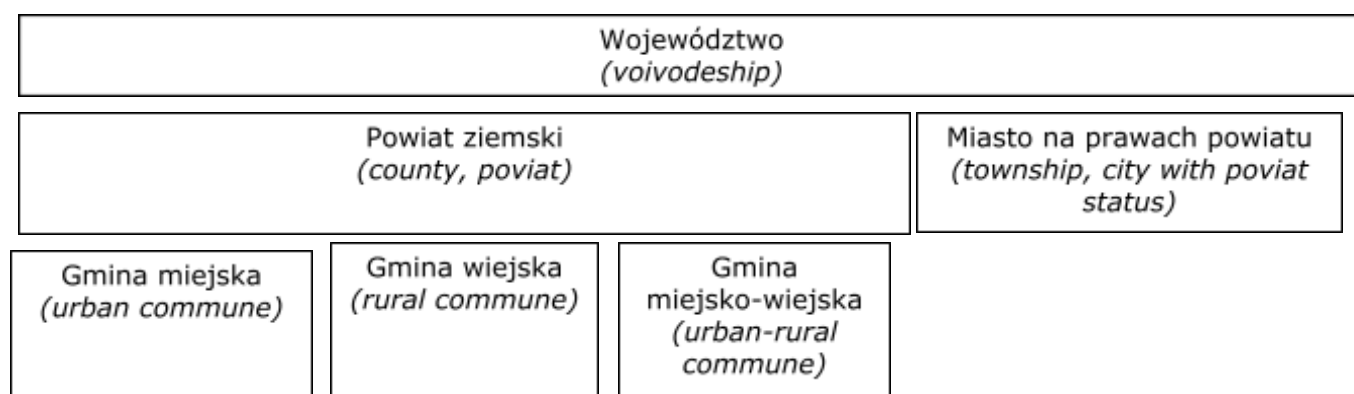 Województwo
(voivodeship)
Powiat ziemski
(county, poviat)
Miasto na prawach powiatu
(township, city with poviat
status)
Gmina miejska
(urban commune)
Gmina wiejska
(rural commune)
Gmina
miejsko-wiejska
(urban-rural
commune)